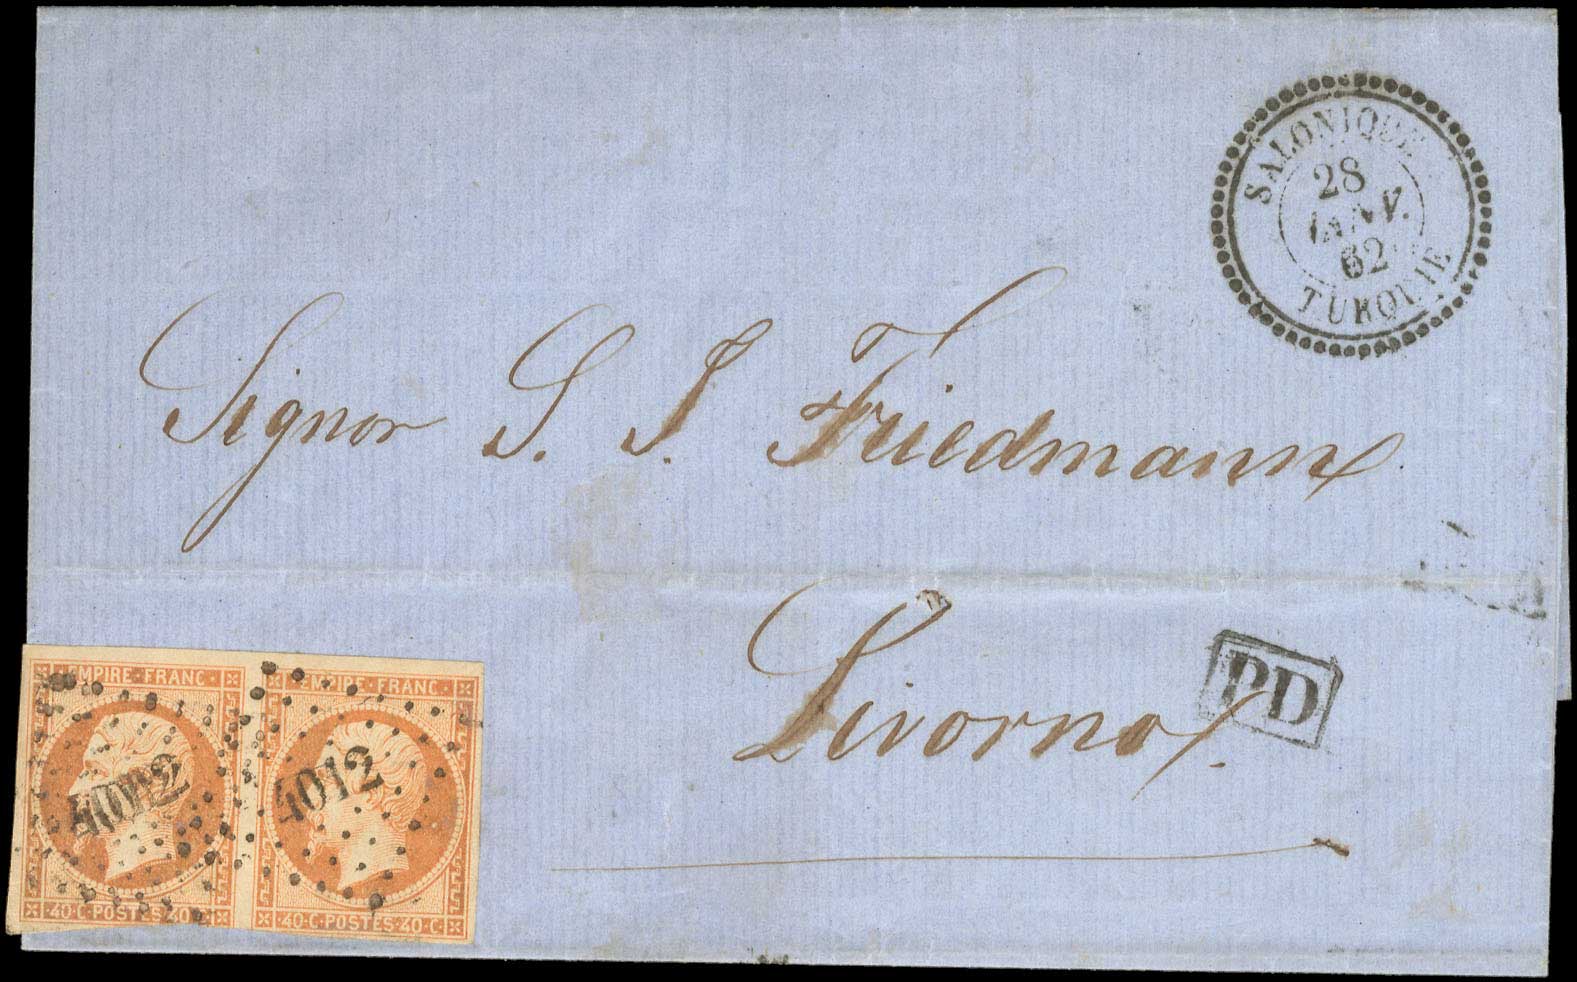 SALONIQUE
28
JANV.
62
TURQUIE
Signor S. S. Friedmann
Livorno
PD
EMPIRE·FRANC· EMPIRE·FRANC·
4012 4012
40·C·POSTES·40·C· 40·C·POSTES·40·C·